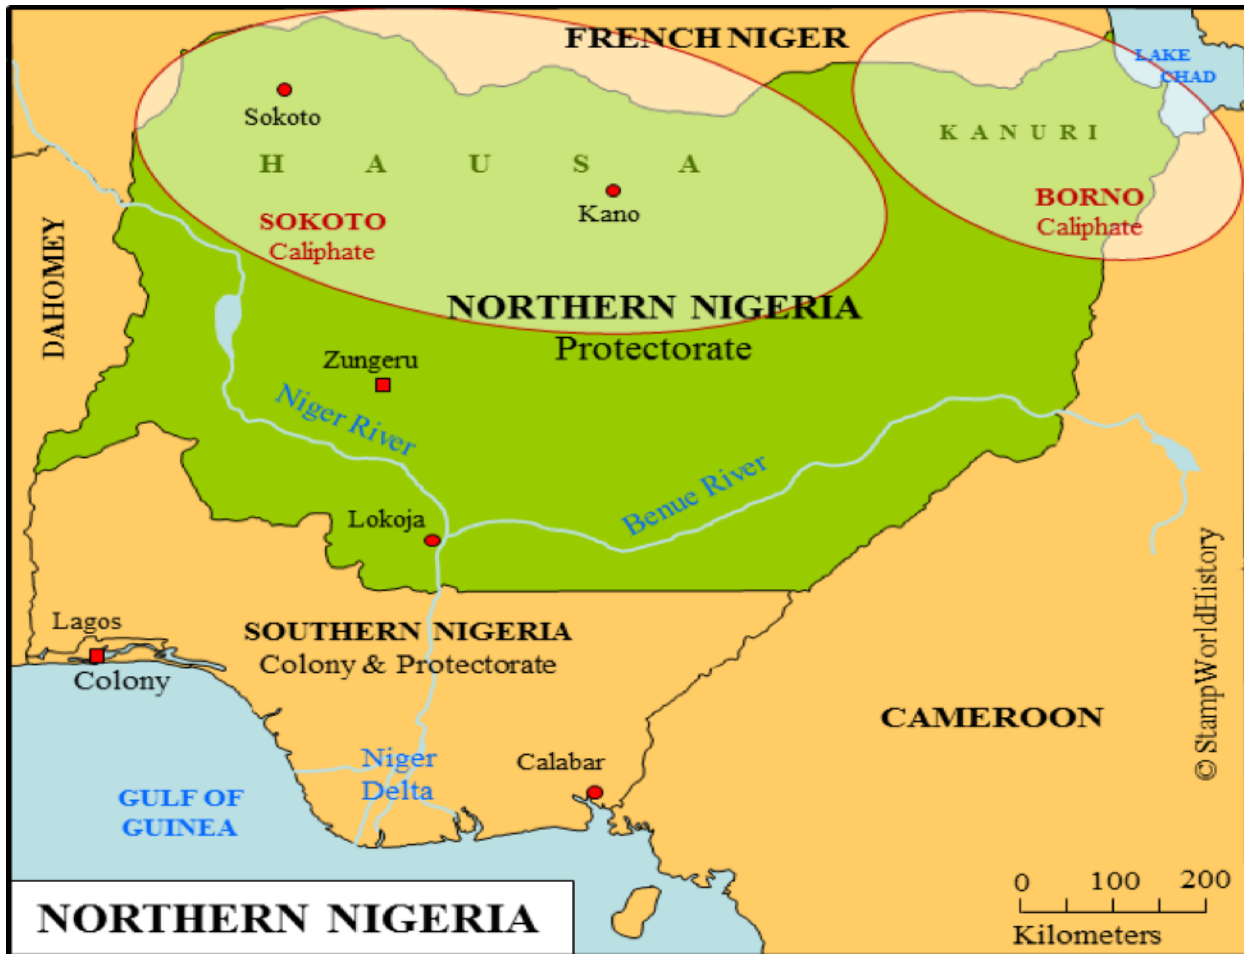 FRENCH NIGER
LAKE
CHAD
Sokoto
KANURI
HAUSA
Kano
BORNO
Caliphate
SOKOTO
Caliphate
DAHOMEY
NORTHERN NIGERIA
Protectorate
Zungeru
Niger River
Benue River
Lokoja
Lagos
Colony
SOUTHERN NIGERIA
Colony & Protectorate
CAMEROON
© StampWorldHistory
Niger
Delta
Calabar
GULF OF
GUINEA
0 100 200
Kilometers
NORTHERN NIGERIA